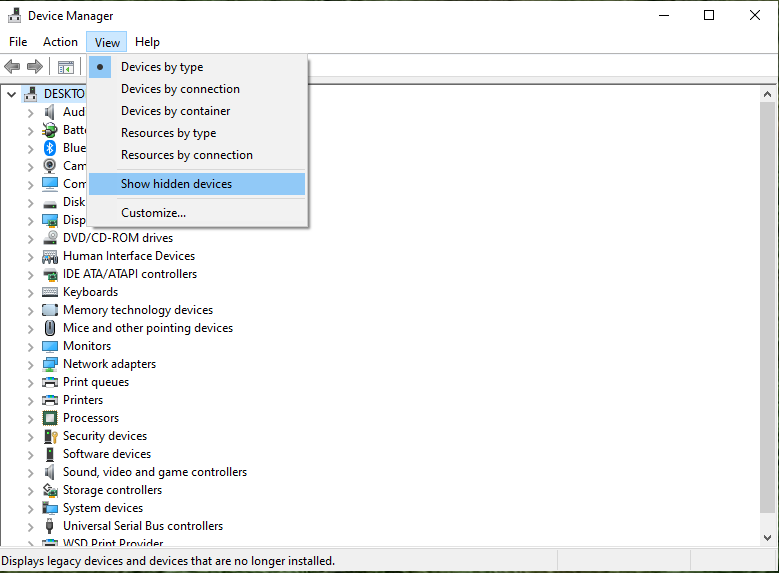 Device Manager
File Action View Help
Devices by type
Devices by connection
Devices by container
Resources by type
Resources by connection
Show hidden devices
Customize...
DESKTO
Aud
Batt
Blue
Cam
Com
Disk
Disp
DVD/CD-ROM drives
Human Interface Devices
IDE ATA/ATAPI controllers
Keyboards
Memory technology devices
Mice and other pointing devices
Monitors
Network adapters
Print queues
Printers
Processors
Security devices
Software devices
Sound, video and game controllers
Storage controllers
System devices
Universal Serial Bus controllers
WSD Print Provider
Displays legacy devices and devices that are no longer installed.